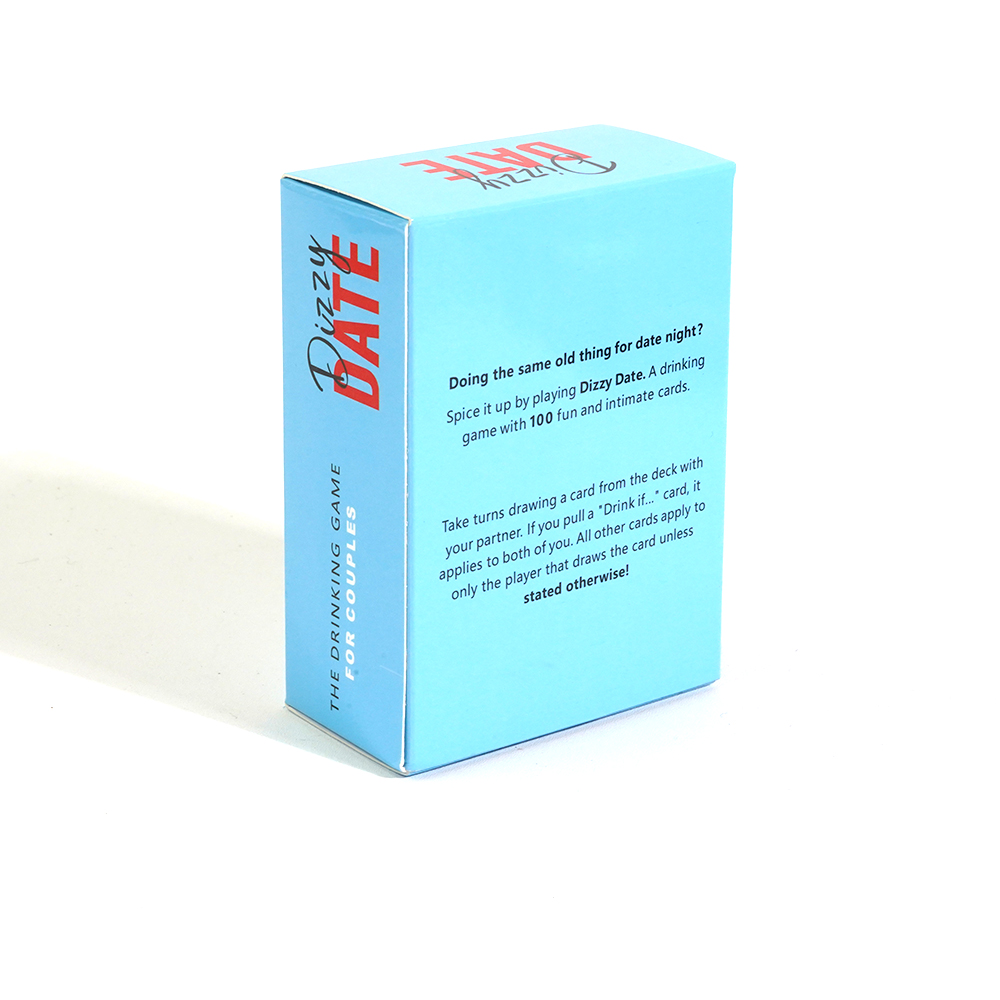 Dizzy
DATE
Dizzy
DATE
THE DRINKING GAME
FOR COUPLES
Doing the same old thing for date night?
Spice it up by playing Dizzy Date. A drinking
game with 100 fun and intimate cards.
Take turns drawing a card from the deck with
your partner. If you pull a "Drink if..." card, it
applies to both of you. All other cards apply to
only the player that draws the card unless
stated otherwise!